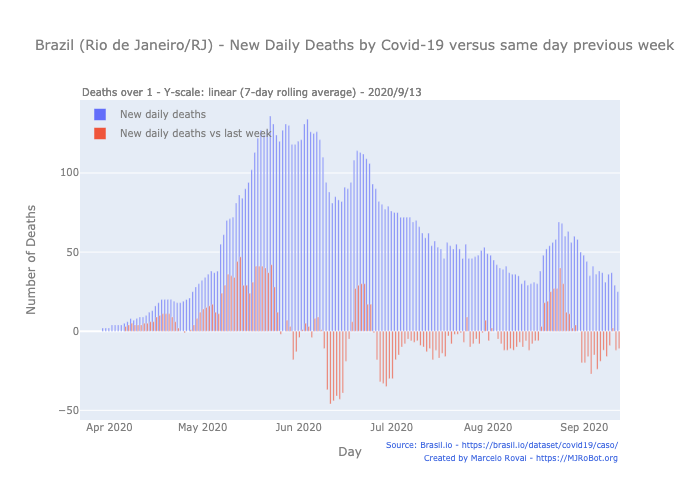 Brazil (Rio de Janeiro/RJ) - New Daily Deaths by Covid-19 versus same day previous week
Deaths over 1 - Y-scale: linear (7-day rolling average) - 2020/9/13
New daily deaths
New daily deaths vs last week
100
50
0
−50
Number of Deaths
Apr 2020 May 2020 Jun 2020 Jul 2020 Aug 2020 Sep 2020
Day
Source: Brasil.io - https://brasil.io/dataset/covid19/caso/
Created by Marcelo Rovai - https://MJRoBot.org